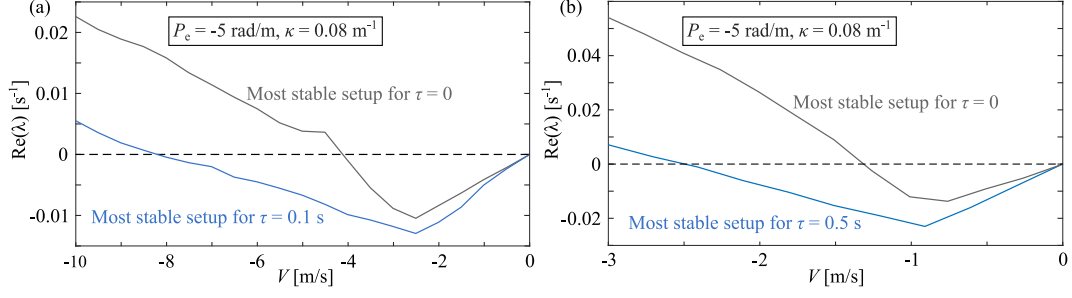 (a)
P_e = -5 rad/m, κ = 0.08 m⁻¹
Re(λ) [s⁻¹]
0.02
0.01
0
-0.01
Most stable setup for τ = 0
Most stable setup for τ = 0.1 s
-10
-8
-6
-4
-2
0
V [m/s]
(b)
P_e = -5 rad/m, κ = 0.08 m⁻¹
Re(λ) [s⁻¹]
0.04
0.02
0
-0.02
Most stable setup for τ = 0
Most stable setup for τ = 0.5 s
-3
-2
-1
0
V [m/s]